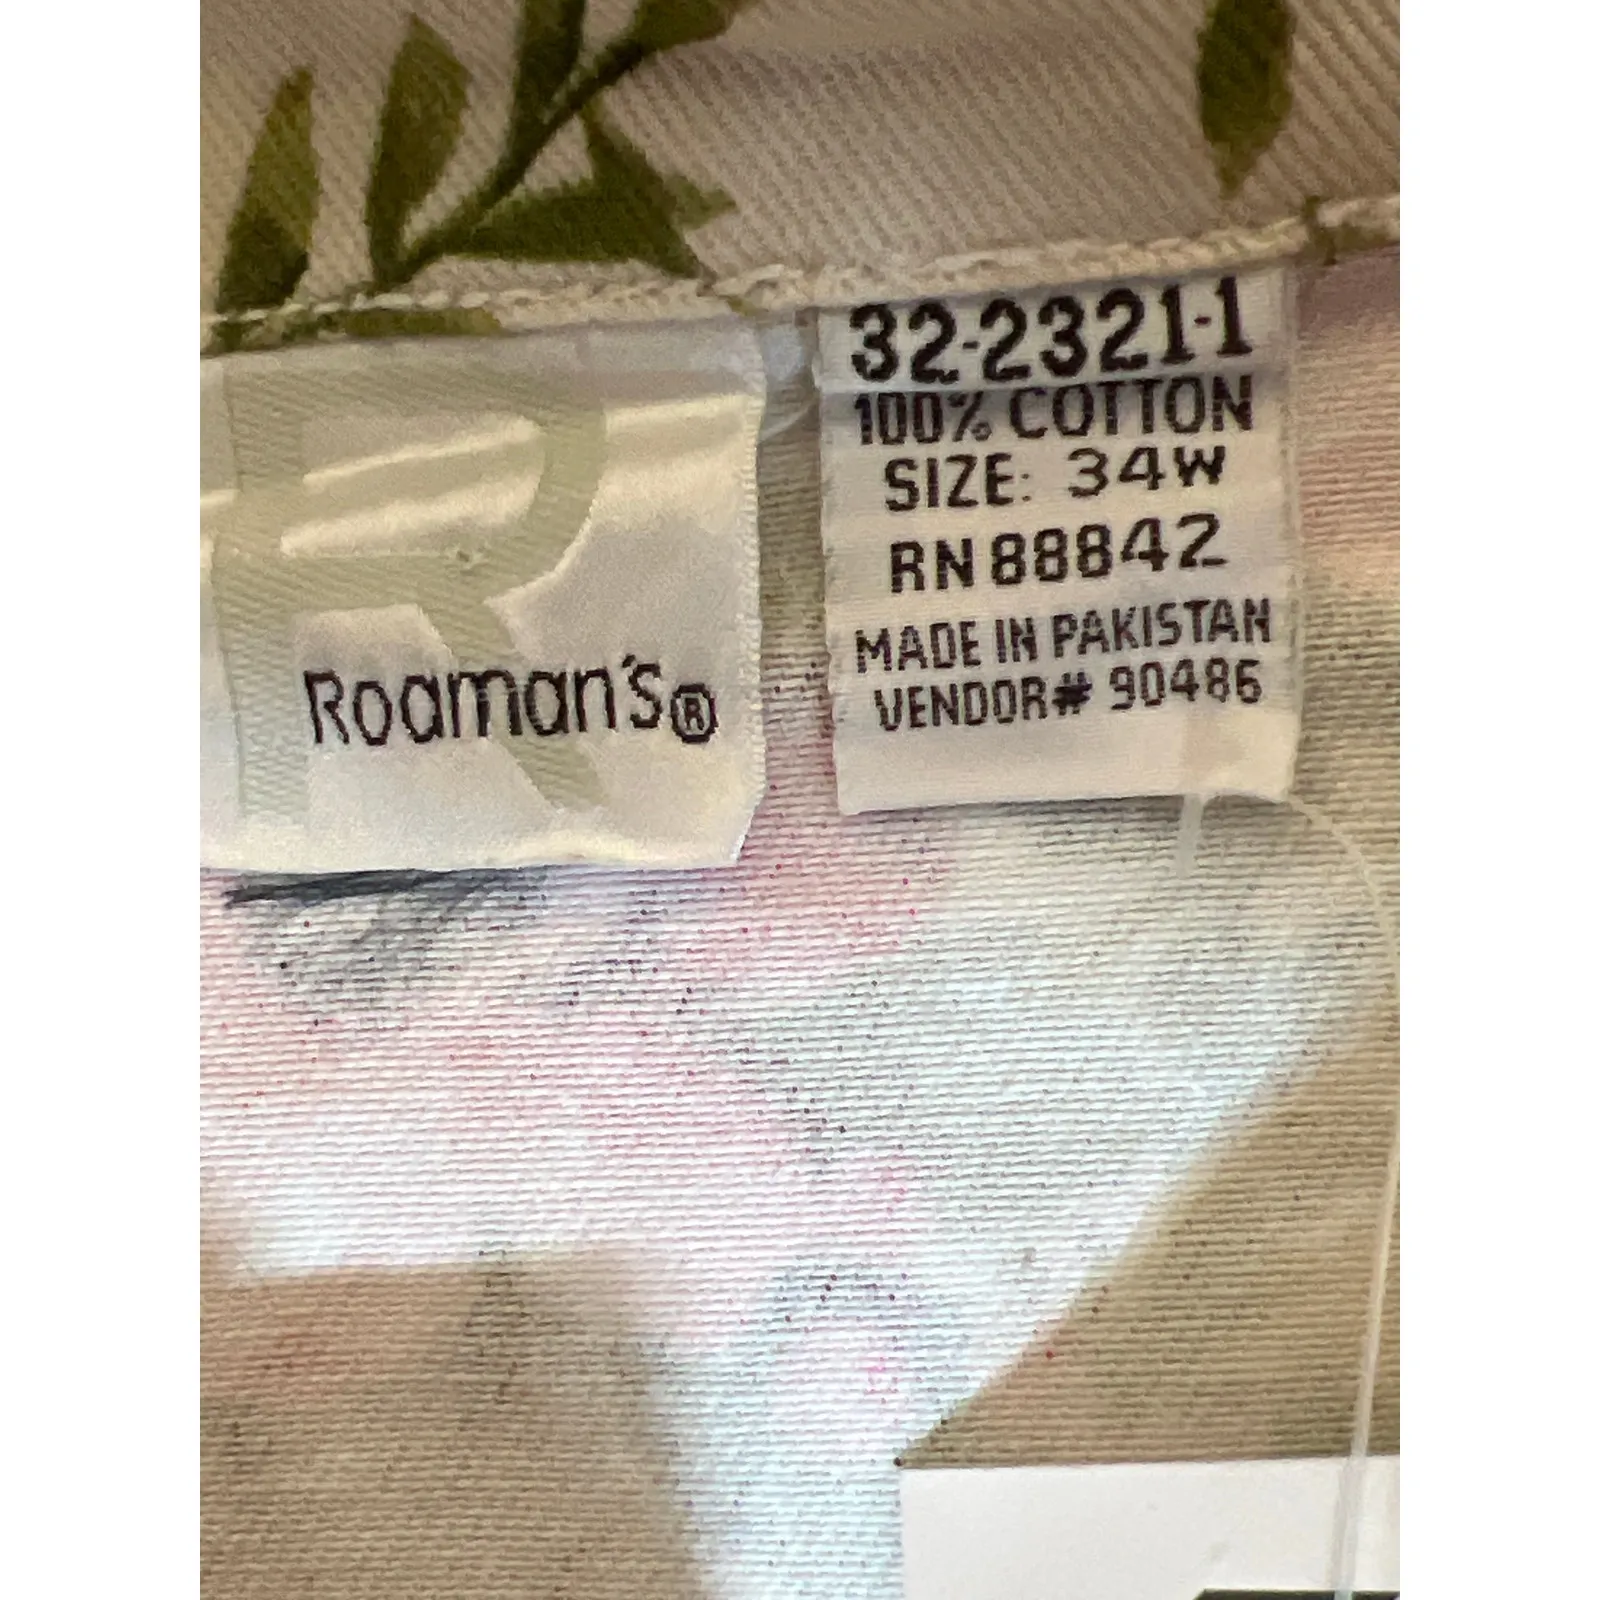 R
Roaman's®
32-2321-1
100% COTTON
SIZE: 34W
RN 88842
MADE IN PAKISTAN
VENDOR# 90486